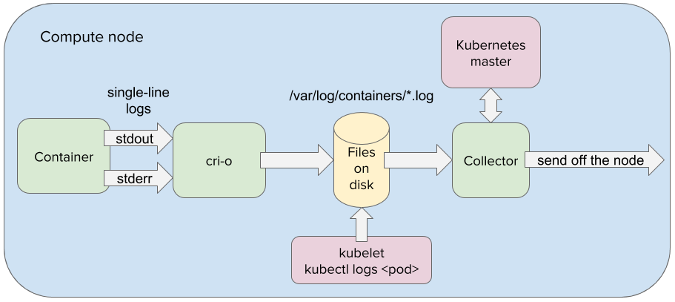 Compute node
Kubernetes
master
single-line
logs
/var/log/containers/*.log
stdout
Container
cri-o
Files
on
disk
Collector
send off the node
stderr
kubelet
kubectl logs <pod>